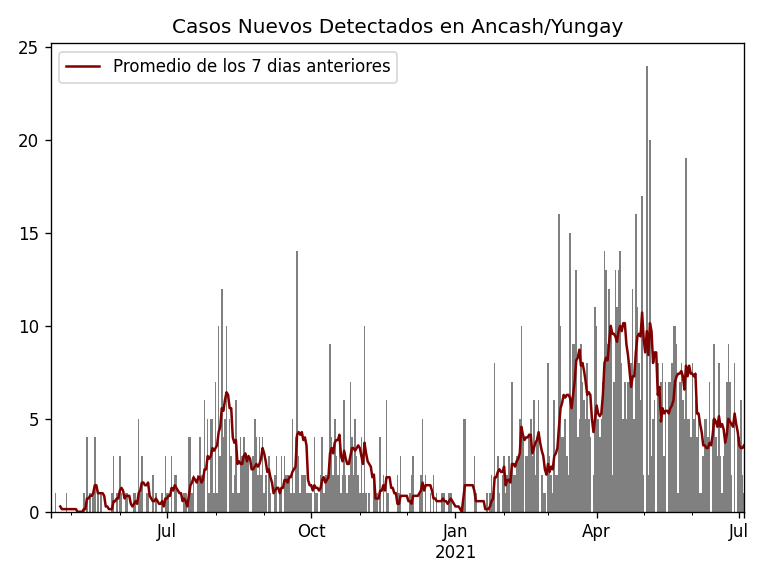 Casos Nuevos Detectados en Ancash/Yungay
Promedio de los 7 dias anteriores
25
20
15
10
5
0
Jul
Oct
Jan
Apr
Jul
2021